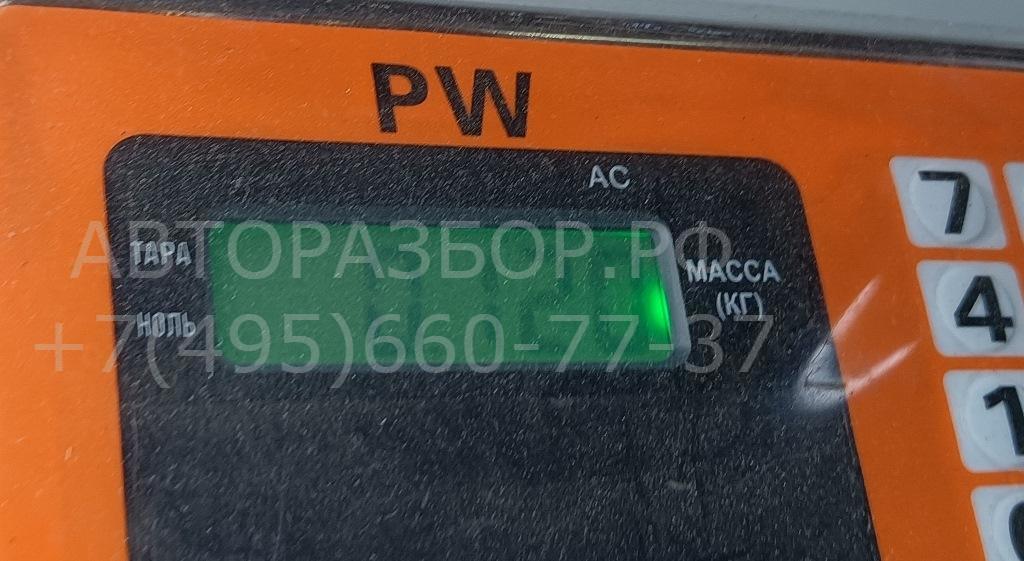 PW
AC
АВТОРАЗБОР.РФ
ТАРА
МАССА
(КГ)
НОЛЬ
+7(495)660-77-37
7
4
1